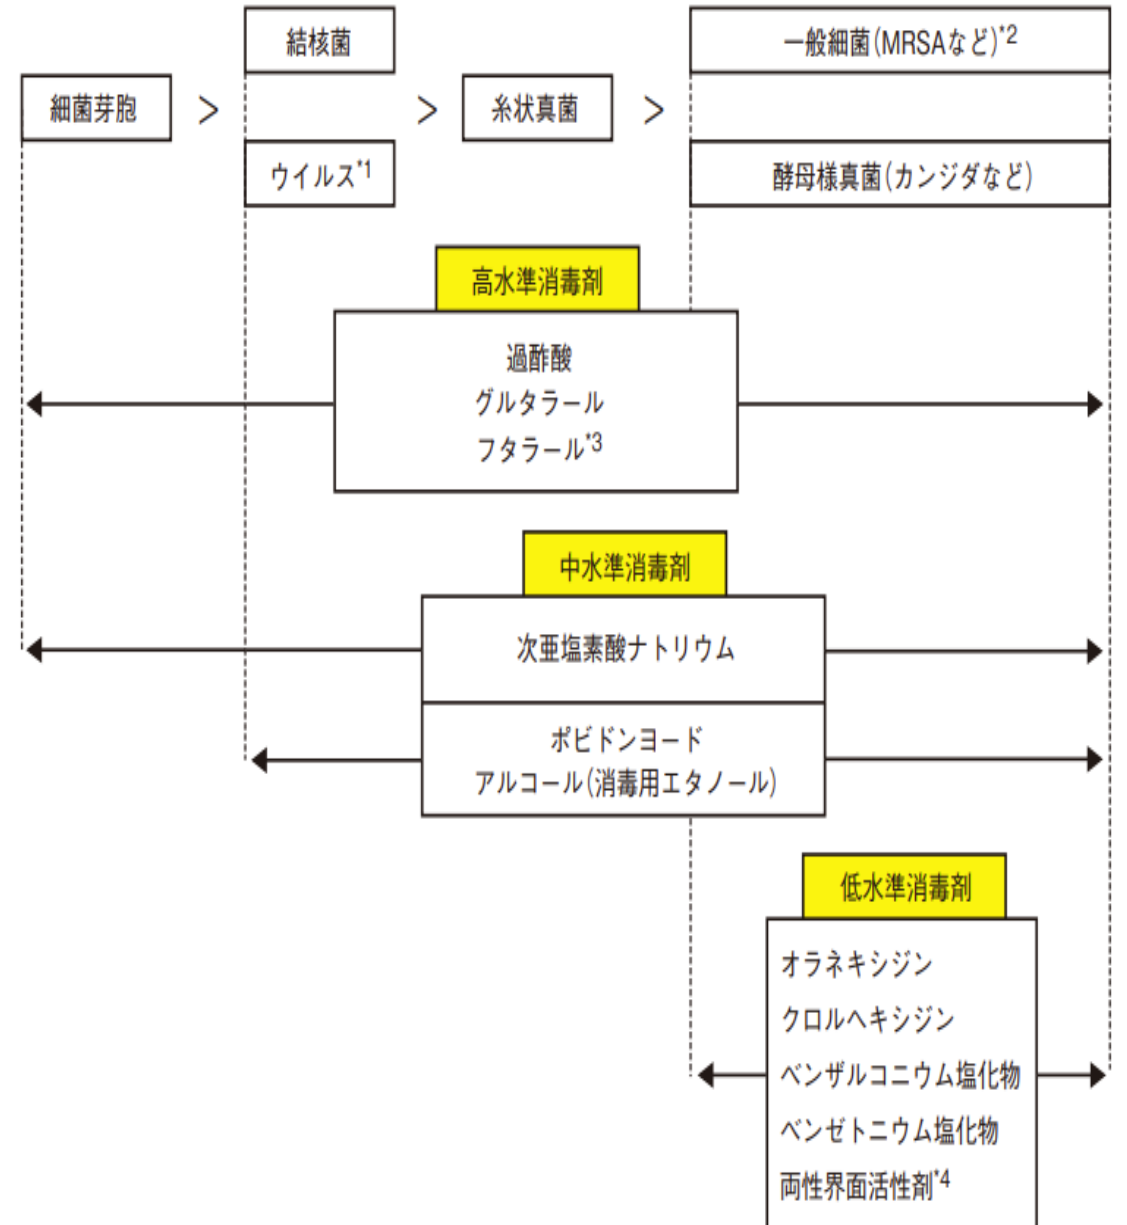 結核菌
一般細菌(MRSAなど)*2
細菌芽胞
>
>
糸状真菌
>
ウイルス*1
酵母様真菌(カンジダなど)
高水準消毒剤
過酢酸
グルタラール
フタラール*3
中水準消毒剤
次亜塩素酸ナトリウム
ポビドンヨード
アルコール(消毒用エタノール)
低水準消毒剤
オラネキシジン
クロルヘキシジン
ベンザルコニウム塩化物
ベンゼトニウム塩化物
両性界面活性剤*4